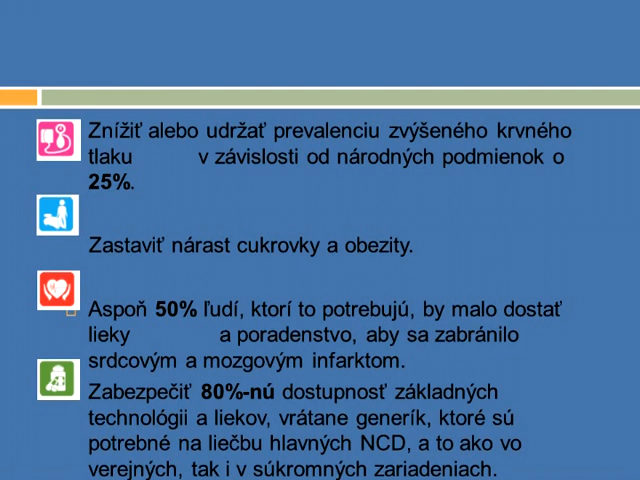 Znížiť alebo udržať prevalenciu zvýšeného krvného
tlaku v závislosti od národných podmienok o
25%.
Zastaviť nárast cukrovky a obezity.
Aspoň 50% ľudí, ktorí to potrebujú, by malo dostať
lieky a poradenstvo, aby sa zabránilo
srdcovým a mozgovým infarktom.
Zabezpečiť 80%-nú dostupnosť základných
technológii a liekov, vrátane generík, ktoré sú
potrebné na liečbu hlavných NCD, a to ako vo
verejných, tak i v súkromných zariadeniach.